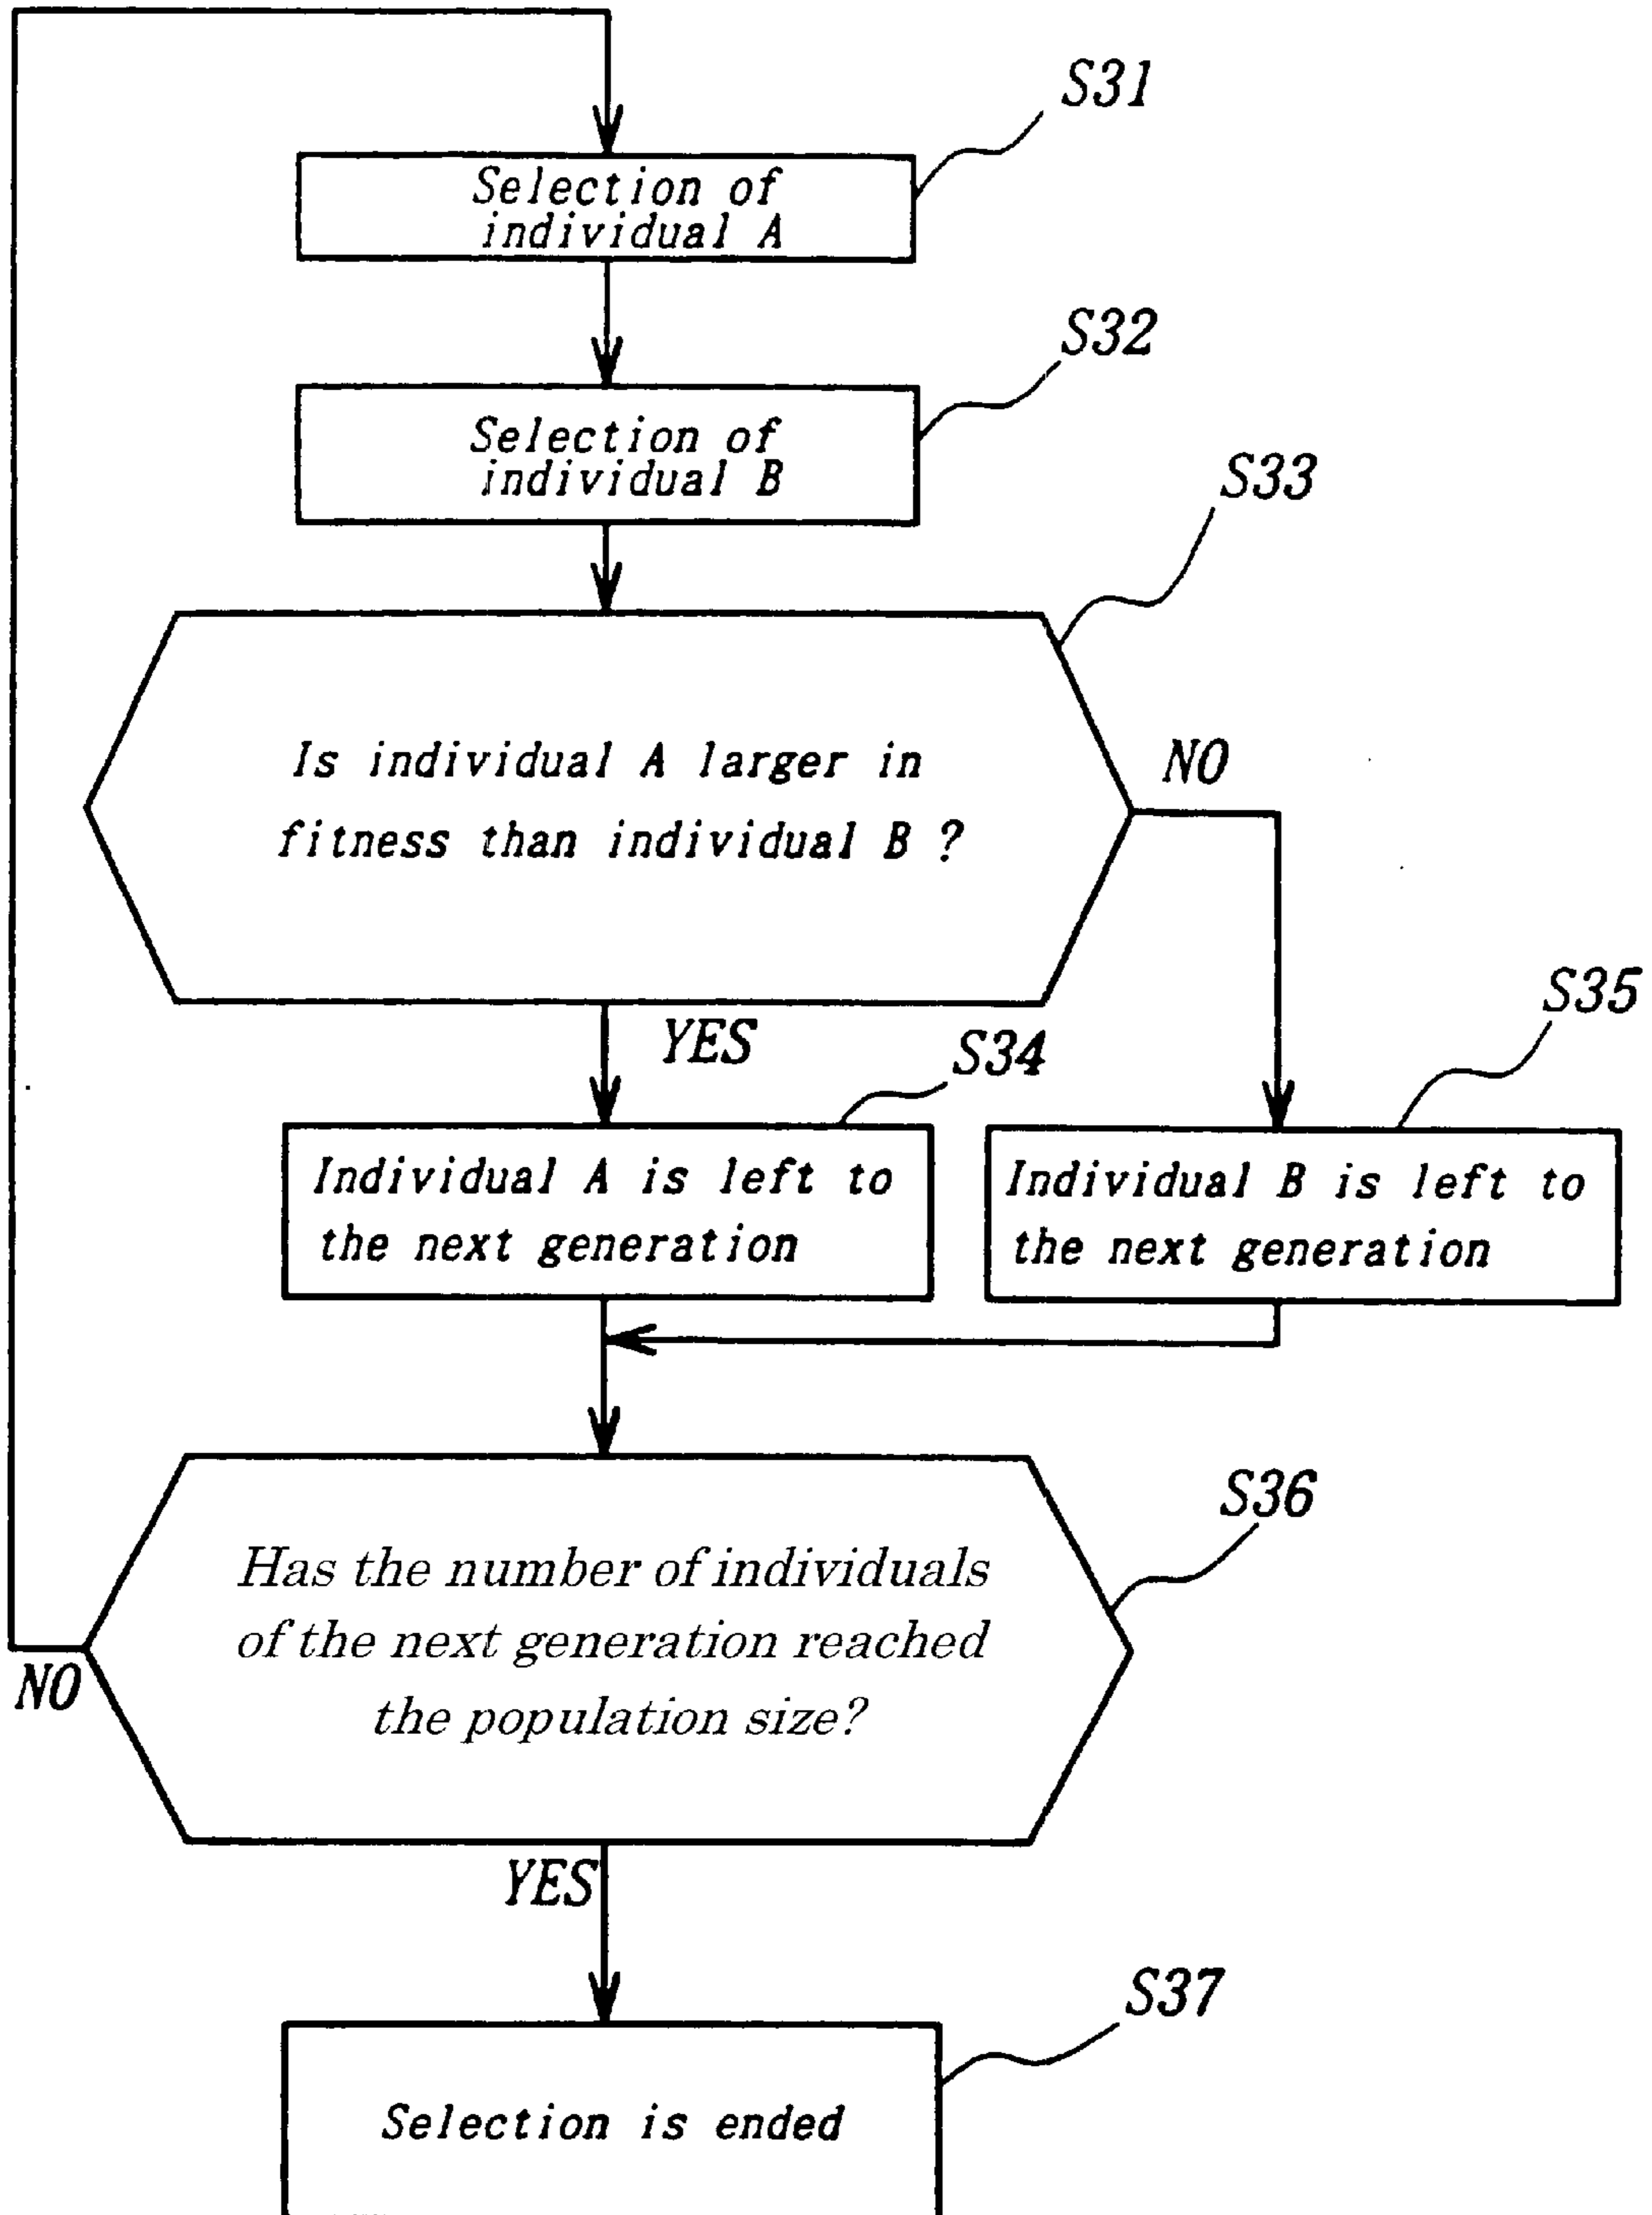 S31
Selection of
individual A
S32
Selection of
individual B
S33
Is individual A larger in
fitness than individual B ?
NO
YES
S34
S35
Individual A is left to
the next generation
Individual B is left to
the next generation
S36
Has the number of individuals
of the next generation reached
the population size?
NO
YES
S37
Selection is ended